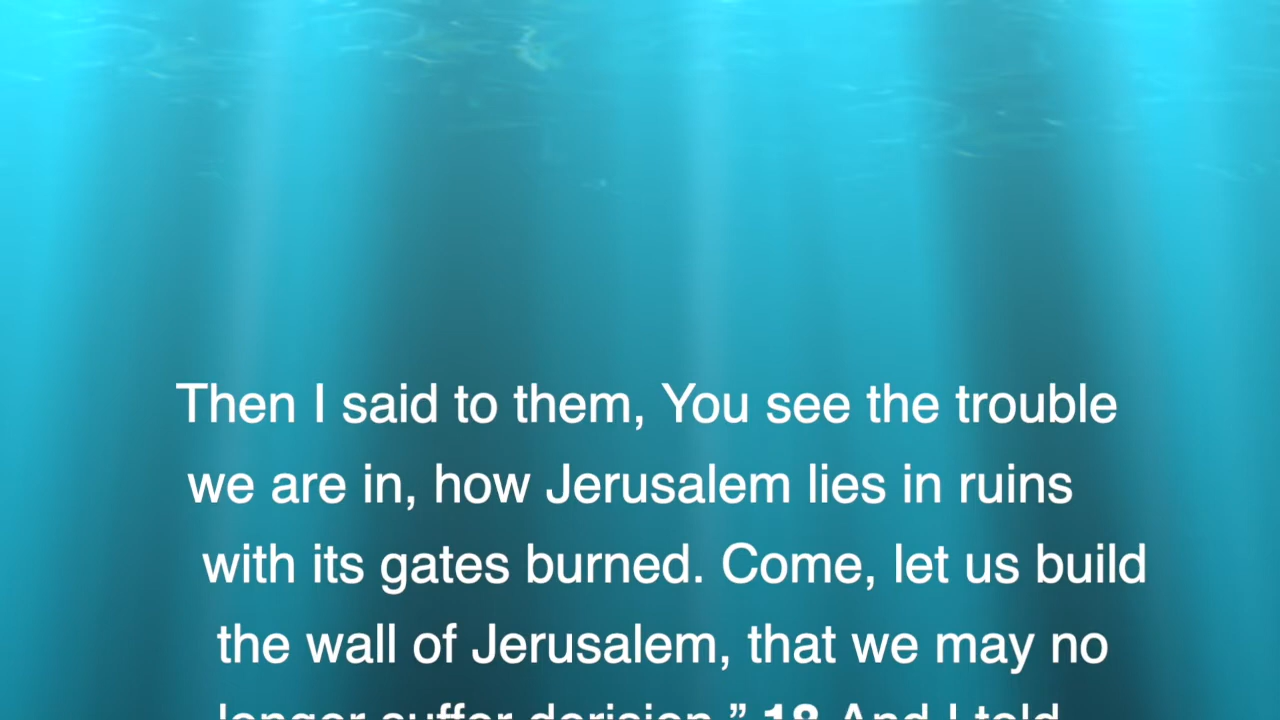 Then I said to them, You see the trouble
we are in, how Jerusalem lies in ruins
with its gates burned. Come, let us build
the wall of Jerusalem, that we may no
longer suffer derision.” 18 And I told